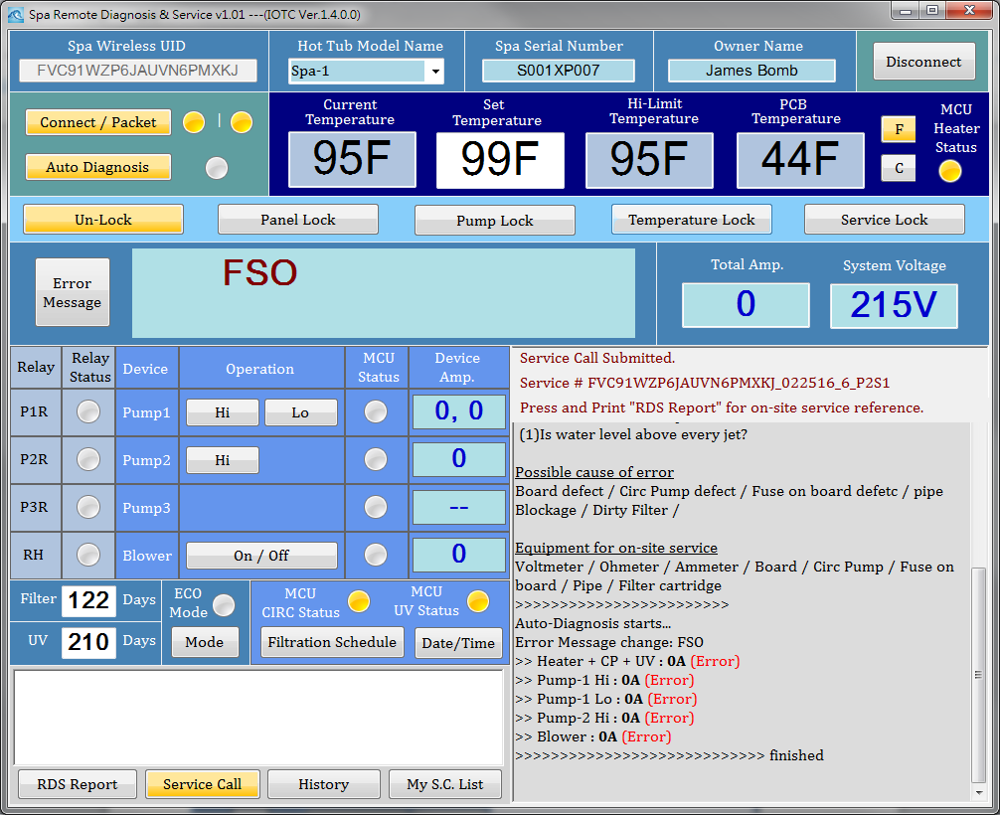 Spa Remote Diagnosis & Service v1.01 ---(IOTC Ver.1.4.0.0)
Spa Wireless UID
FVC91WZP6JAUVN6PMXKJ
Hot Tub Model Name
Spa-1
Spa Serial Number
S001XP007
Owner Name
James Bomb
Disconnect
Connect / Packet
|
Auto Diagnosis
Current
Temperature
95F
Set
Temperature
99F
Hi-Limit
Temperature
95F
PCB
Temperature
44F
F
C
MCU
Heater
Status
Un-Lock
Panel Lock
Pump Lock
Temperature Lock
Service Lock
Error
Message
FSO
Total Amp.
0
System Voltage
215V
Relay
Relay
Status
Device
Operation
MCU
Status
Device
Amp.
P1R
Pump1
Hi
Lo
0, 0
P2R
Pump2
Hi
0
P3R
Pump3
--
RH
Blower
On / Off
0
Filter
122
Days
UV
210
Days
ECO
Mode
Mode
MCU
CIRC Status
MCU
UV Status
Filtration Schedule
Date/Time
RDS Report
Service Call
History
My S.C. List
Service Call Submitted.
Service # FVC91WZP6JAUVN6PMXKJ_022516_6_P2S1
Press and Print "RDS Report" for on-site service reference.
(1)Is water level above every jet?
Possible cause of error
Board defect / Circ Pump defect / Fuse on board defetc / pipe
Blockage / Dirty Filter /
Equipment for on-site service
Voltmeter / Ohmeter / Ammeter / Board / Circ Pump / Fuse on
board / Pipe / Filter cartridge
>>>>>>>>>>>>>>>>>>>>>>>>
Auto-Diagnosis starts...
Error Message change: FSO
>> Heater + CP + UV : 0A (Error)
>> Pump-1 Hi : 0A (Error)
>> Pump-1 Lo : 0A (Error)
>> Pump-2 Hi : 0A (Error)
>> Blower : 0A (Error)
>>>>>>>>>>>>>>>>>>>>>>>>>>>> finished